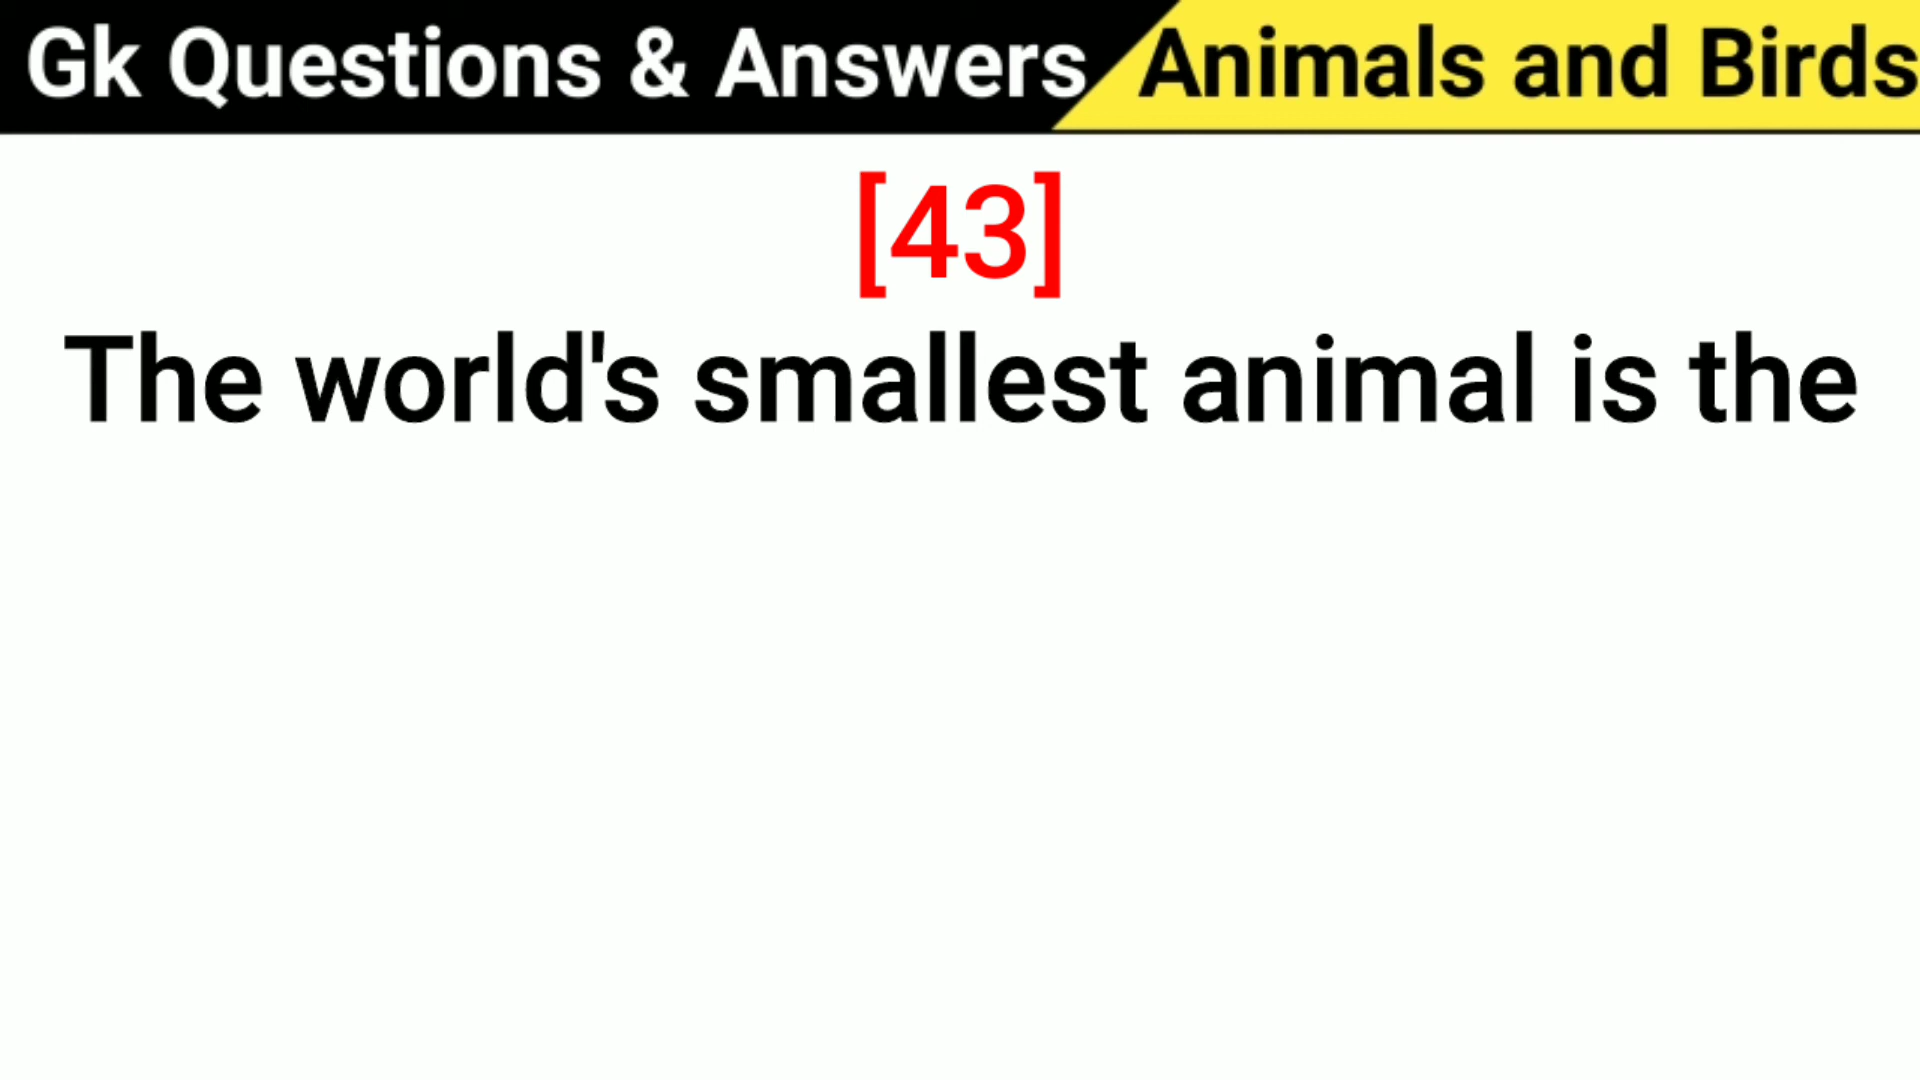 Gk Questions & Answers Animals and Birds
[43]
The world's smallest animal is the